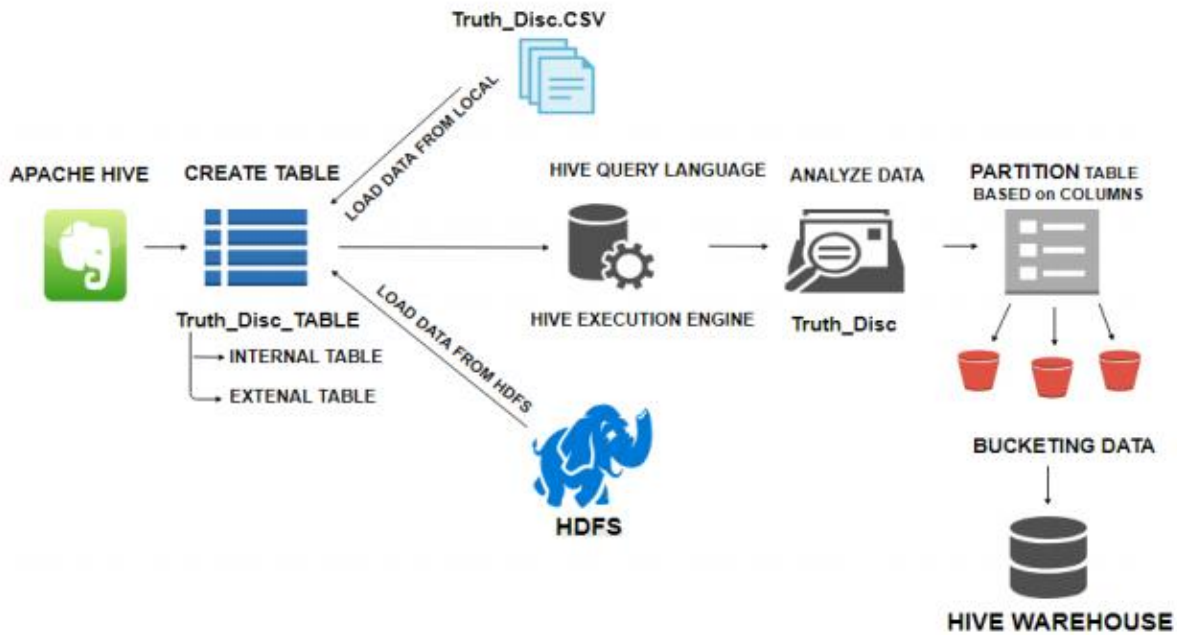 Truth_Disc.CSV
LOAD DATA FROM LOCAL
APACHE HIVE
CREATE TABLE
HIVE QUERY LANGUAGE
ANALYZE DATA
PARTITION TABLE
BASED on COLUMNS
Truth_Disc_TABLE
INTERNAL TABLE
EXTENAL TABLE
LOAD DATA FROM HDFS
HIVE EXECUTION ENGINE
Truth_Disc
HDFS
BUCKETING DATA
HIVE WAREHOUSE